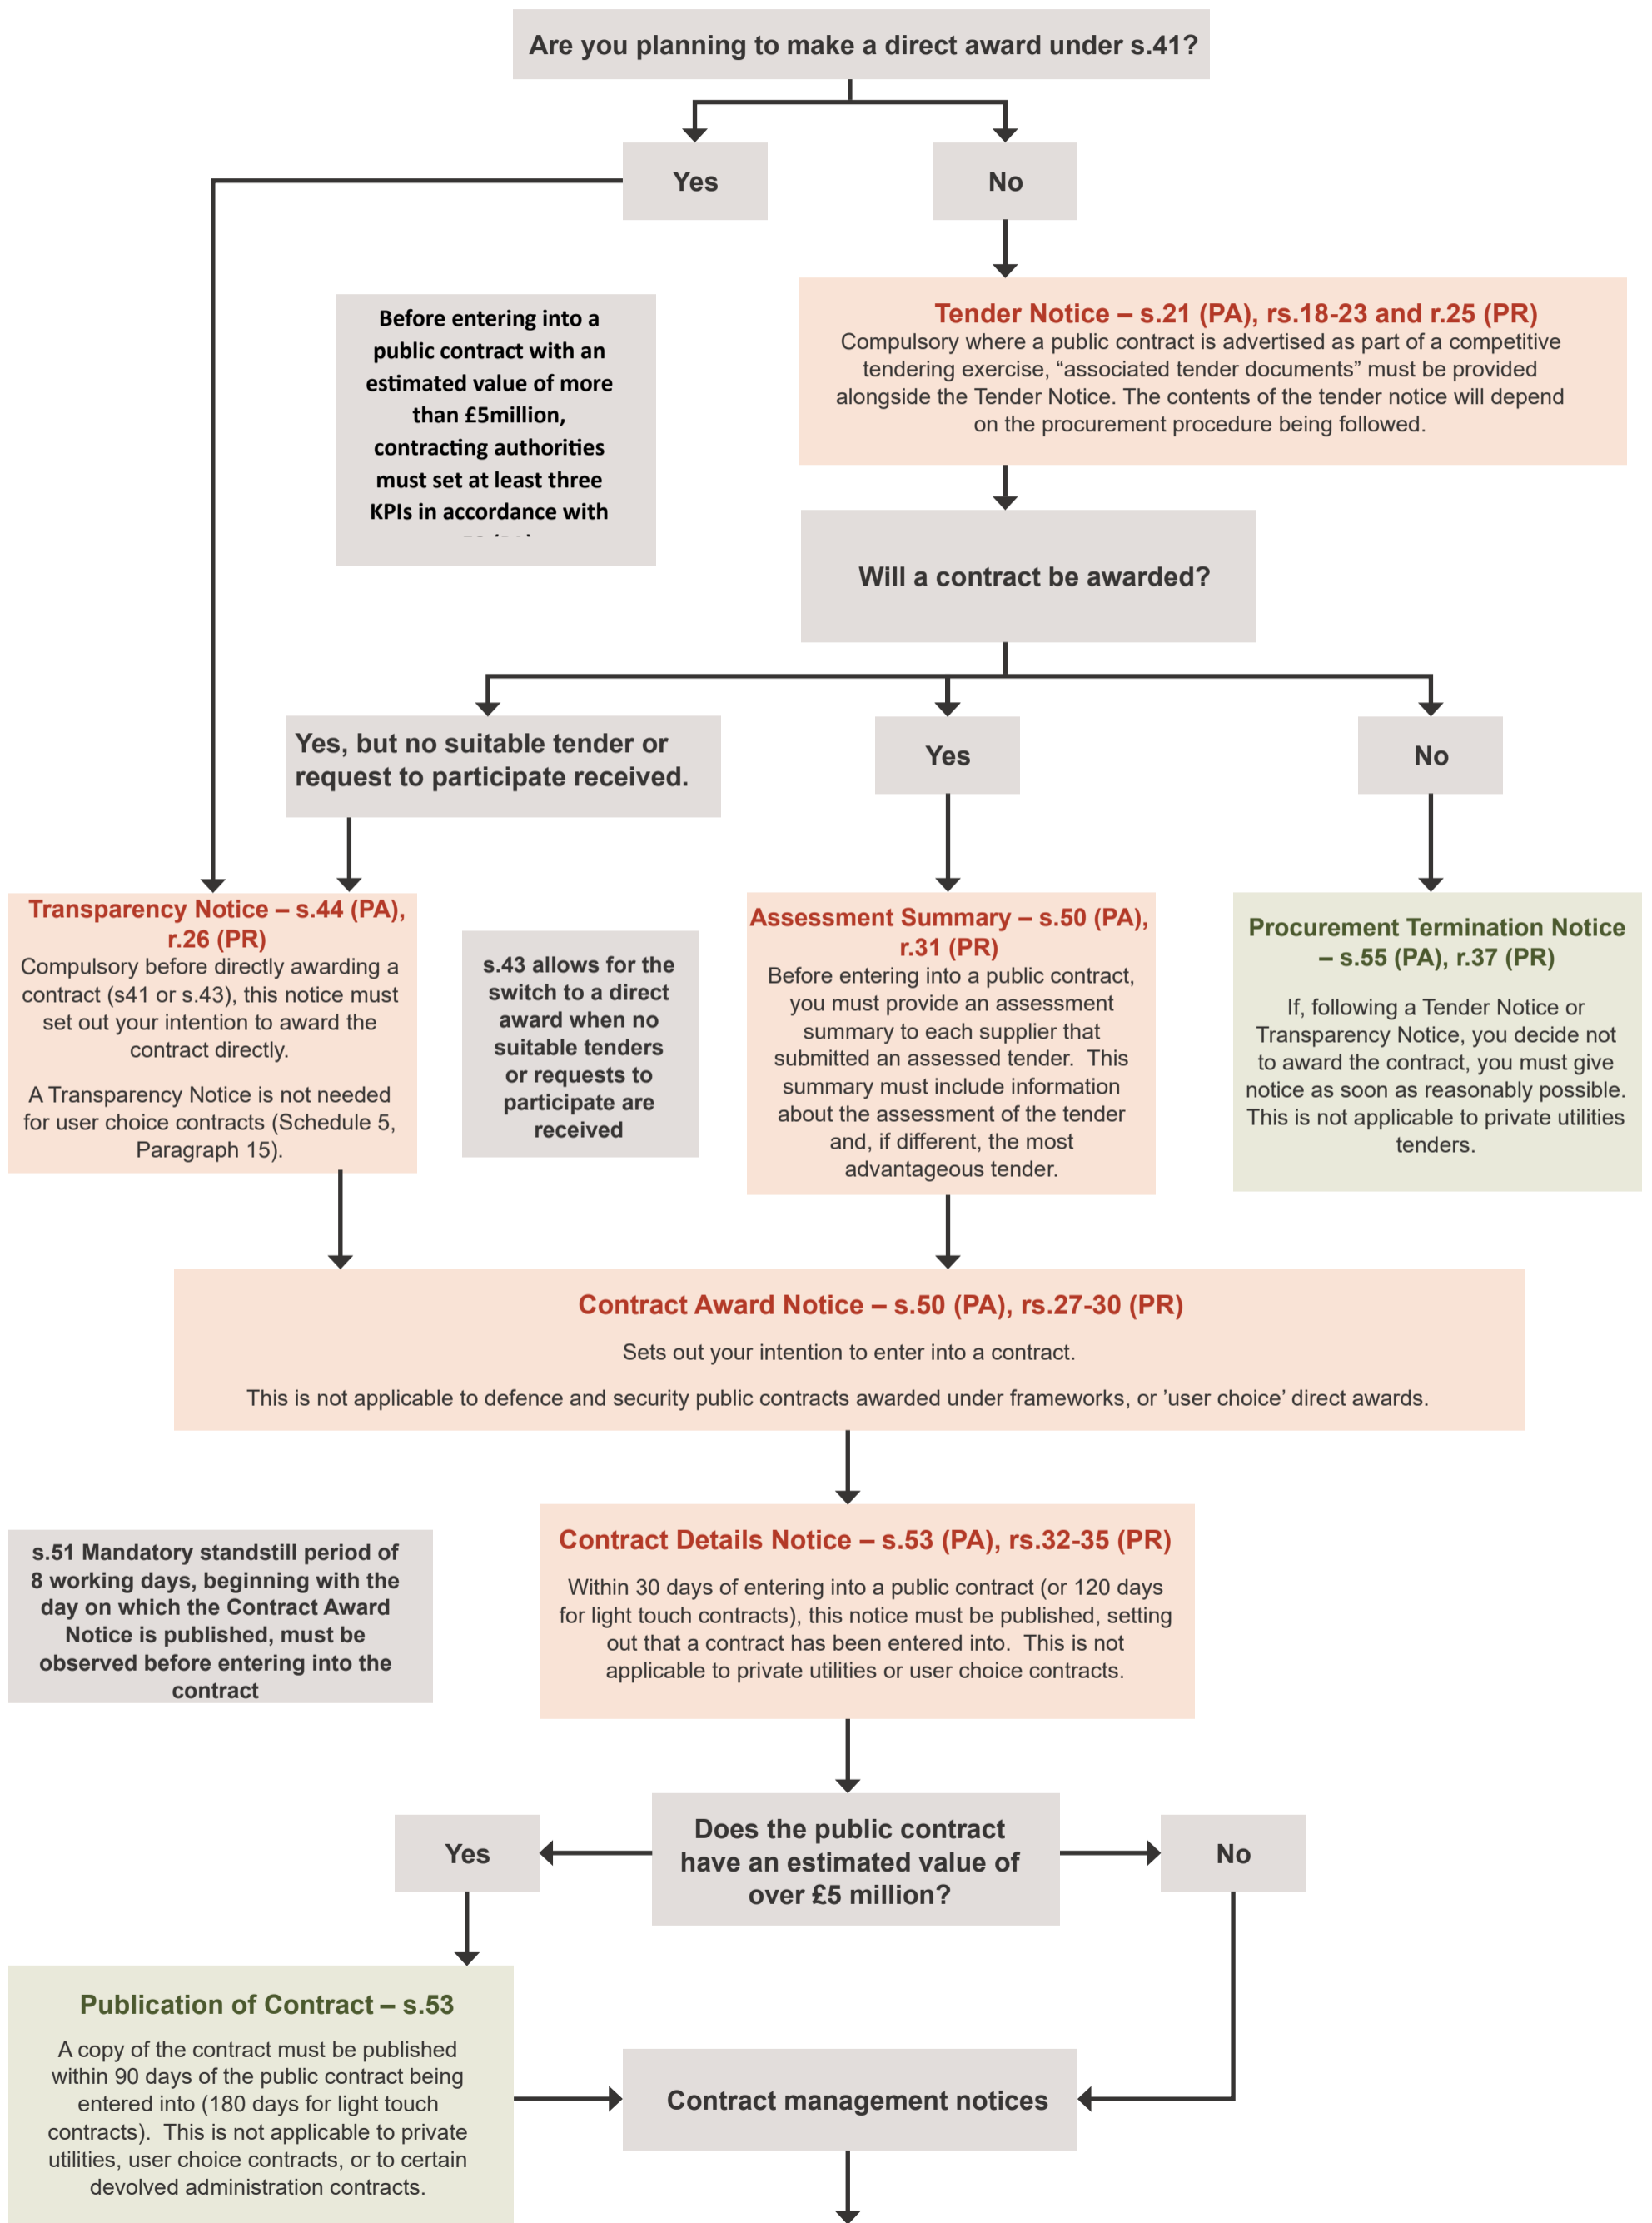 Are you planning to make a direct award under s.41?
Yes
No
Before entering into a
public contract with an
estimated value of more
than £5million,
contracting authorities
must set at least three
KPIs in accordance with
Tender Notice – s.21 (PA), rs.18-23 and r.25 (PR)
Compulsory where a public contract is advertised as part of a competitive
tendering exercise, “associated tender documents” must be provided
alongside the Tender Notice. The contents of the tender notice will depend
on the procurement procedure being followed.
Will a contract be awarded?
Yes, but no suitable tender or
request to participate received.
Yes
No
Transparency Notice – s.44 (PA),
r.26 (PR)
Compulsory before directly awarding a
contract (s41 or s.43), this notice must
set out your intention to award the
contract directly.
A Transparency Notice is not needed
for user choice contracts (Schedule 5,
Paragraph 15).
s.43 allows for the
switch to a direct
award when no
suitable tenders
or requests to
participate are
received
Assessment Summary – s.50 (PA),
r.31 (PR)
Before entering into a public contract,
you must provide an assessment
summary to each supplier that
submitted an assessed tender.  This
summary must include information
about the assessment of the tender
and, if different, the most
advantageous tender.
Procurement Termination Notice
– s.55 (PA), r.37 (PR)
If, following a Tender Notice or
Transparency Notice, you decide not
to award the contract, you must give
notice as soon as reasonably possible.
This is not applicable to private utilities
tenders.
Contract Award Notice – s.50 (PA), rs.27-30 (PR)
Sets out your intention to enter into a contract.
This is not applicable to defence and security public contracts awarded under frameworks, or ’user choice’ direct awards.
s.51 Mandatory standstill period of
8 working days, beginning with the
day on which the Contract Award
Notice is published, must be
observed before entering into the
contract
Contract Details Notice – s.53 (PA), rs.32-35 (PR)
Within 30 days of entering into a public contract (or 120 days
for light touch contracts), this notice must be published, setting
out that a contract has been entered into.  This is not
applicable to private utilities or user choice contracts.
Yes
Does the public contract
have an estimated value of
over £5 million?
No
Publication of Contract – s.53
A copy of the contract must be published
within 90 days of the public contract being
entered into (180 days for light touch
contracts).  This is not applicable to private
utilities, user choice contracts, or to certain
devolved administration contracts.
Contract management notices